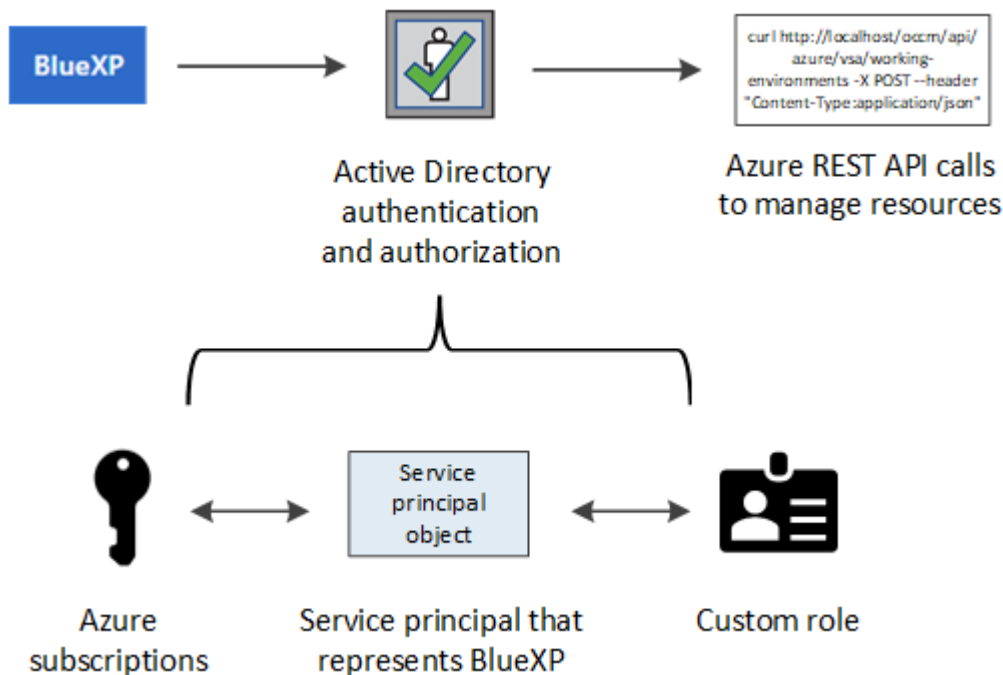 BlueXP
curl http://localhost/occm/api/
azure/vsa/working-
environments -X POST --header
"Content-Type:application/json"
Active Directory
authentication
and authorization
Azure REST API calls
to manage resources
Service
principal
object
Azure
subscriptions
Service principal that
represents BlueXP
Custom role